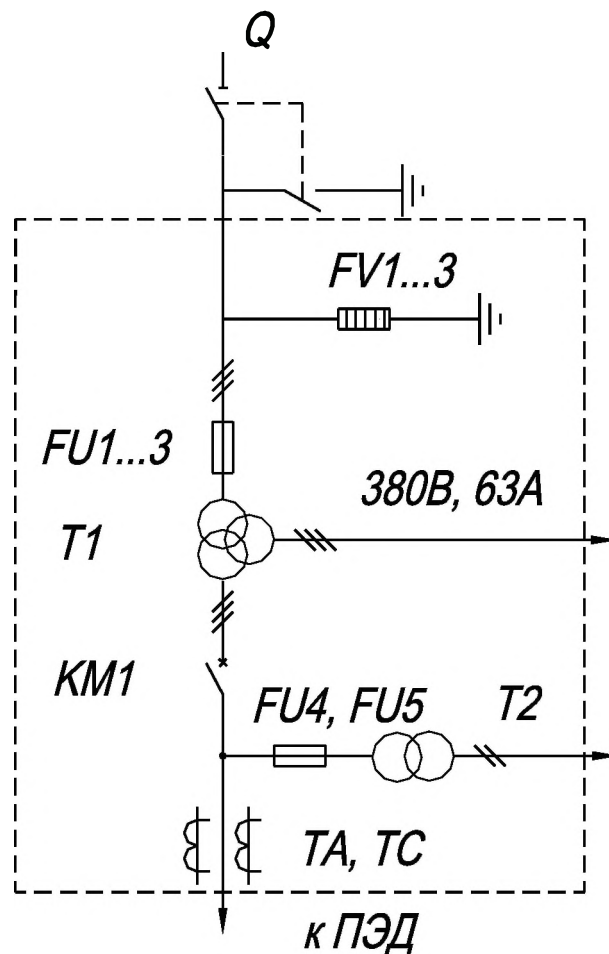 Q
FV1...3
FU1...3
380В, 63А
T1
KM1
FU4, FU5
T2
TA, TC
к ПЭД